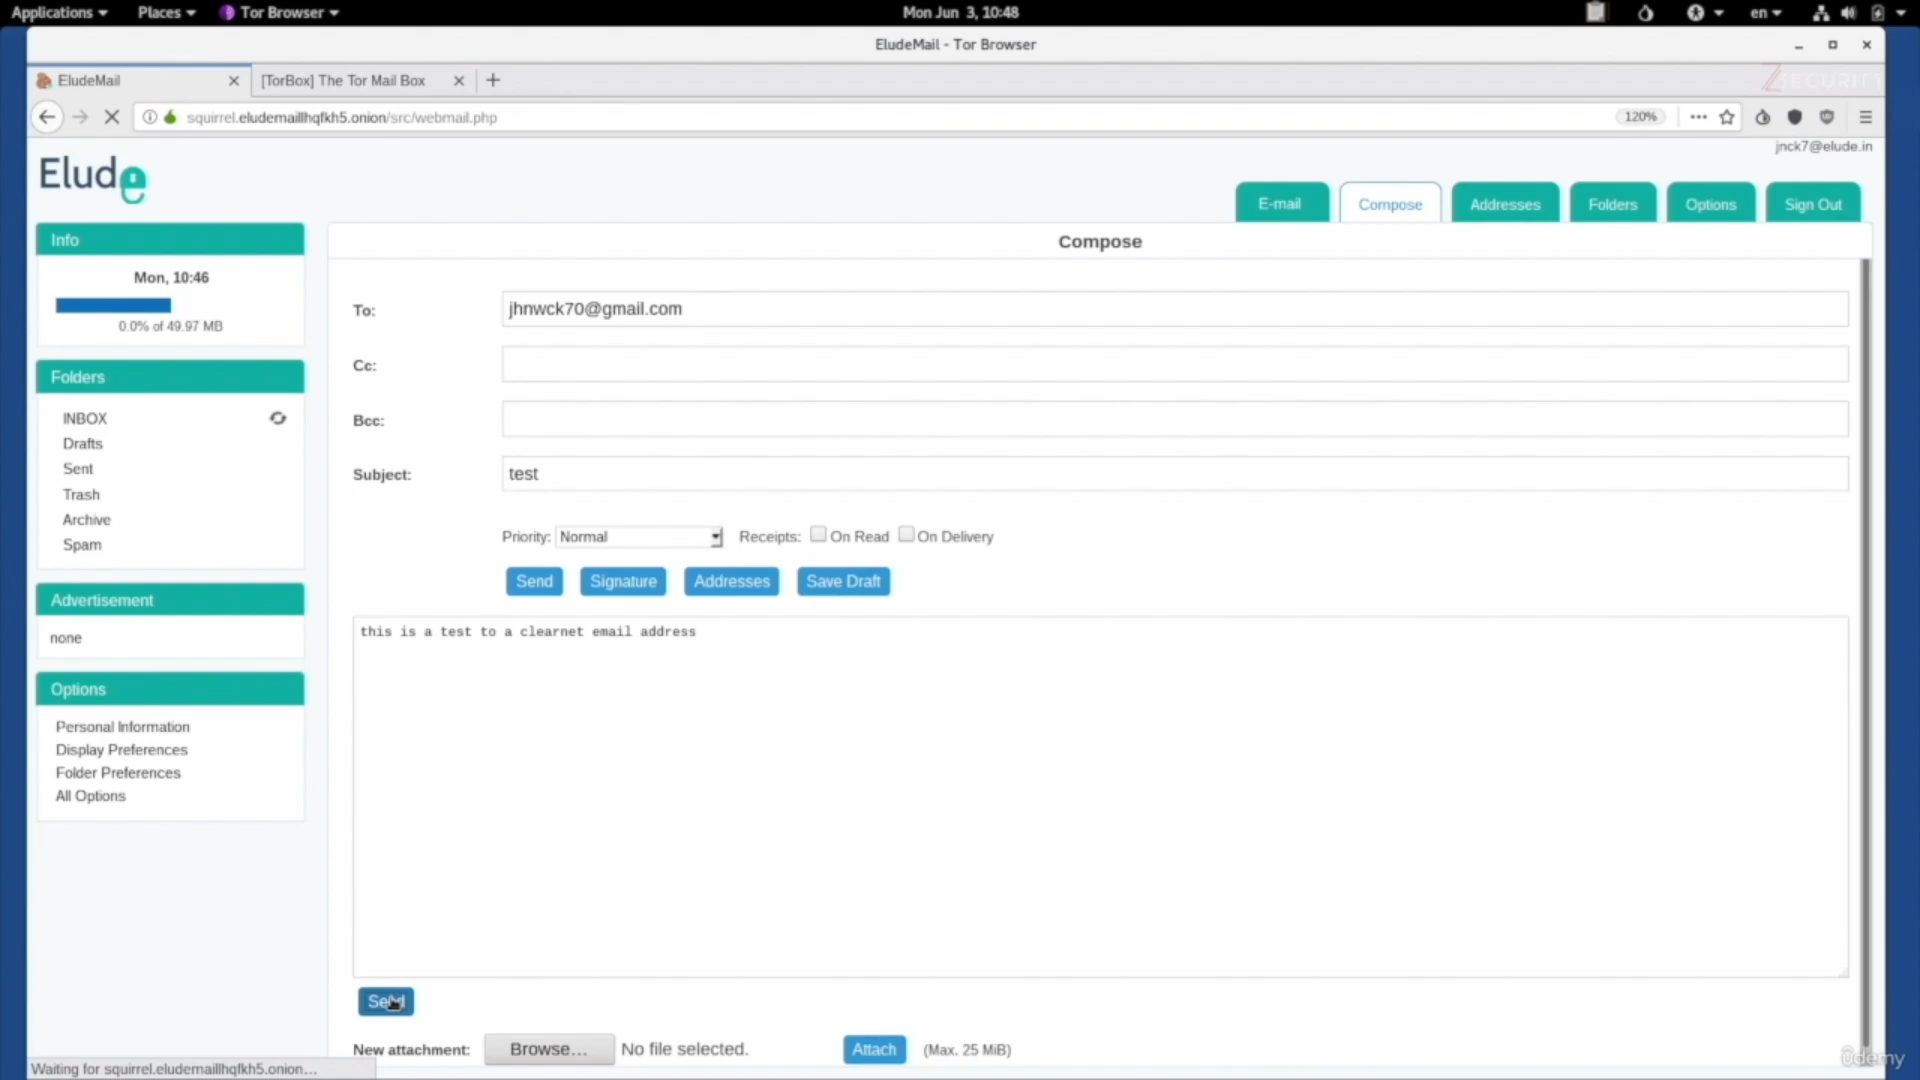 Applications Places Tor Browser Mon Jun 3, 10:48 en
EludeMail - Tor Browser
EludeMail [TorBox] The Tor Mail Box
ZSECURITY
squirrel.eludemaillhqfkh5.onion/src/webmail.php 120%
jnck7@elude.in
Elude
E-mail Compose Addresses Folders Options Sign Out
Info
Mon, 10:46
0.0% of 49.97 MB
Folders
INBOX
Drafts
Sent
Trash
Archive
Spam
Advertisement
none
Options
Personal Information
Display Preferences
Folder Preferences
All Options
Compose
To: jhnwck70@gmail.com
Cc:
Bcc:
Subject: test
Priority: Normal Receipts: On Read On Delivery
Send Signature Addresses Save Draft
this is a test to a clearnet email address
Send
New attachment: Browse... No file selected. Attach (Max. 25 MiB)
Waiting for squirrel.eludemaillhqfkh5.onion...
Udemy